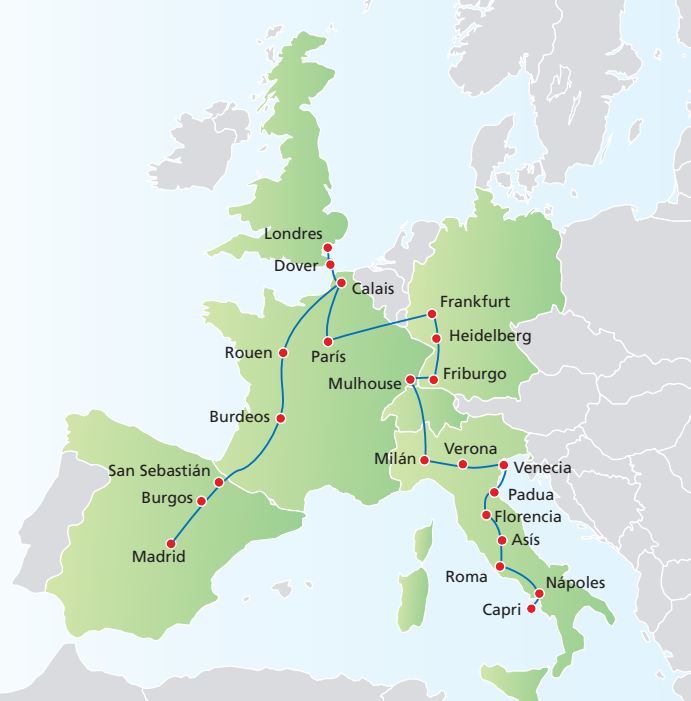 Londres
Dover
Calais
Frankfurt
Heidelberg
Rouen
París
Mulhouse
Friburgo
Burdeos
Verona
Milán
Venecia
San Sebastián
Burgos
Padua
Florencia
Asís
Madrid
Roma
Nápoles
Capri